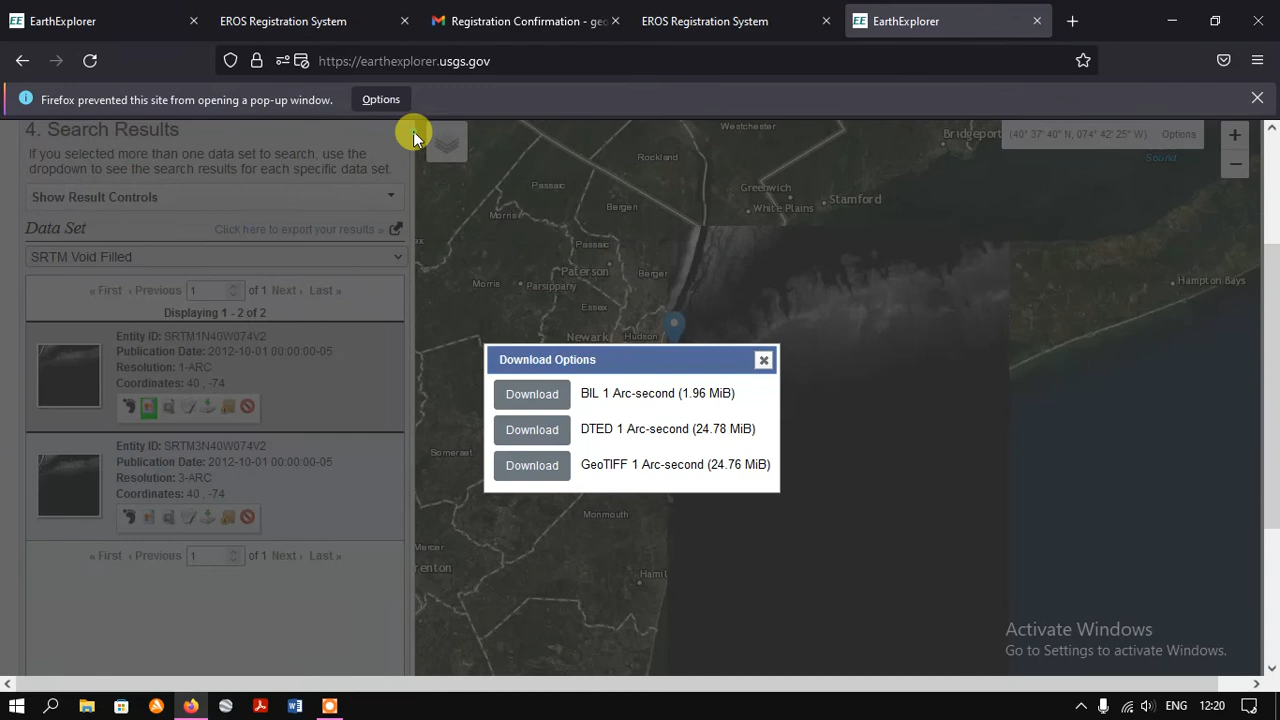 EarthExplorer
EROS Registration System
Registration Confirmation - geo
EROS Registration System
EarthExplorer
https://earthexplorer.usgs.gov
Firefox prevented this site from opening a pop-up window.
Options
4. Search Results
If you selected more than one data set to search, use the
dropdown to see the search results for each specific data set.
Show Result Controls
Data Set
Click here to export your results »
SRTM Void Filled
« First ‹ Previous 1 of 1 Next › Last »
Displaying 1 - 2 of 2
Entity ID: SRTM1N40W074V2
Publication Date: 2012-10-01 00:00:00-05
Resolution: 1-ARC
Coordinates: 40 , -74
Entity ID: SRTM3N40W074V2
Publication Date: 2012-10-01 00:00:00-05
Resolution: 3-ARC
Coordinates: 40 , -74
« First ‹ Previous 1 of 1 Next › Last »
(40° 37' 40" N, 074° 42' 25" W) Options
+
−
Westchester
Bridgeport
Sound
Rockland
Passaic
Greenwich
White Plains
Stamford
Bergen
Morris
Passaic
Paterson
Berger
Morris
Parsippany
Essex
Newark
Hudson
Hampton Bays
Somerset
Monmouth
Mercer
renton
Hamil
Download Options
Download BIL 1 Arc-second (1.96 MiB)
Download DTED 1 Arc-second (24.78 MiB)
Download GeoTIFF 1 Arc-second (24.76 MiB)
Activate Windows
Go to Settings to activate Windows.
ENG
12:20